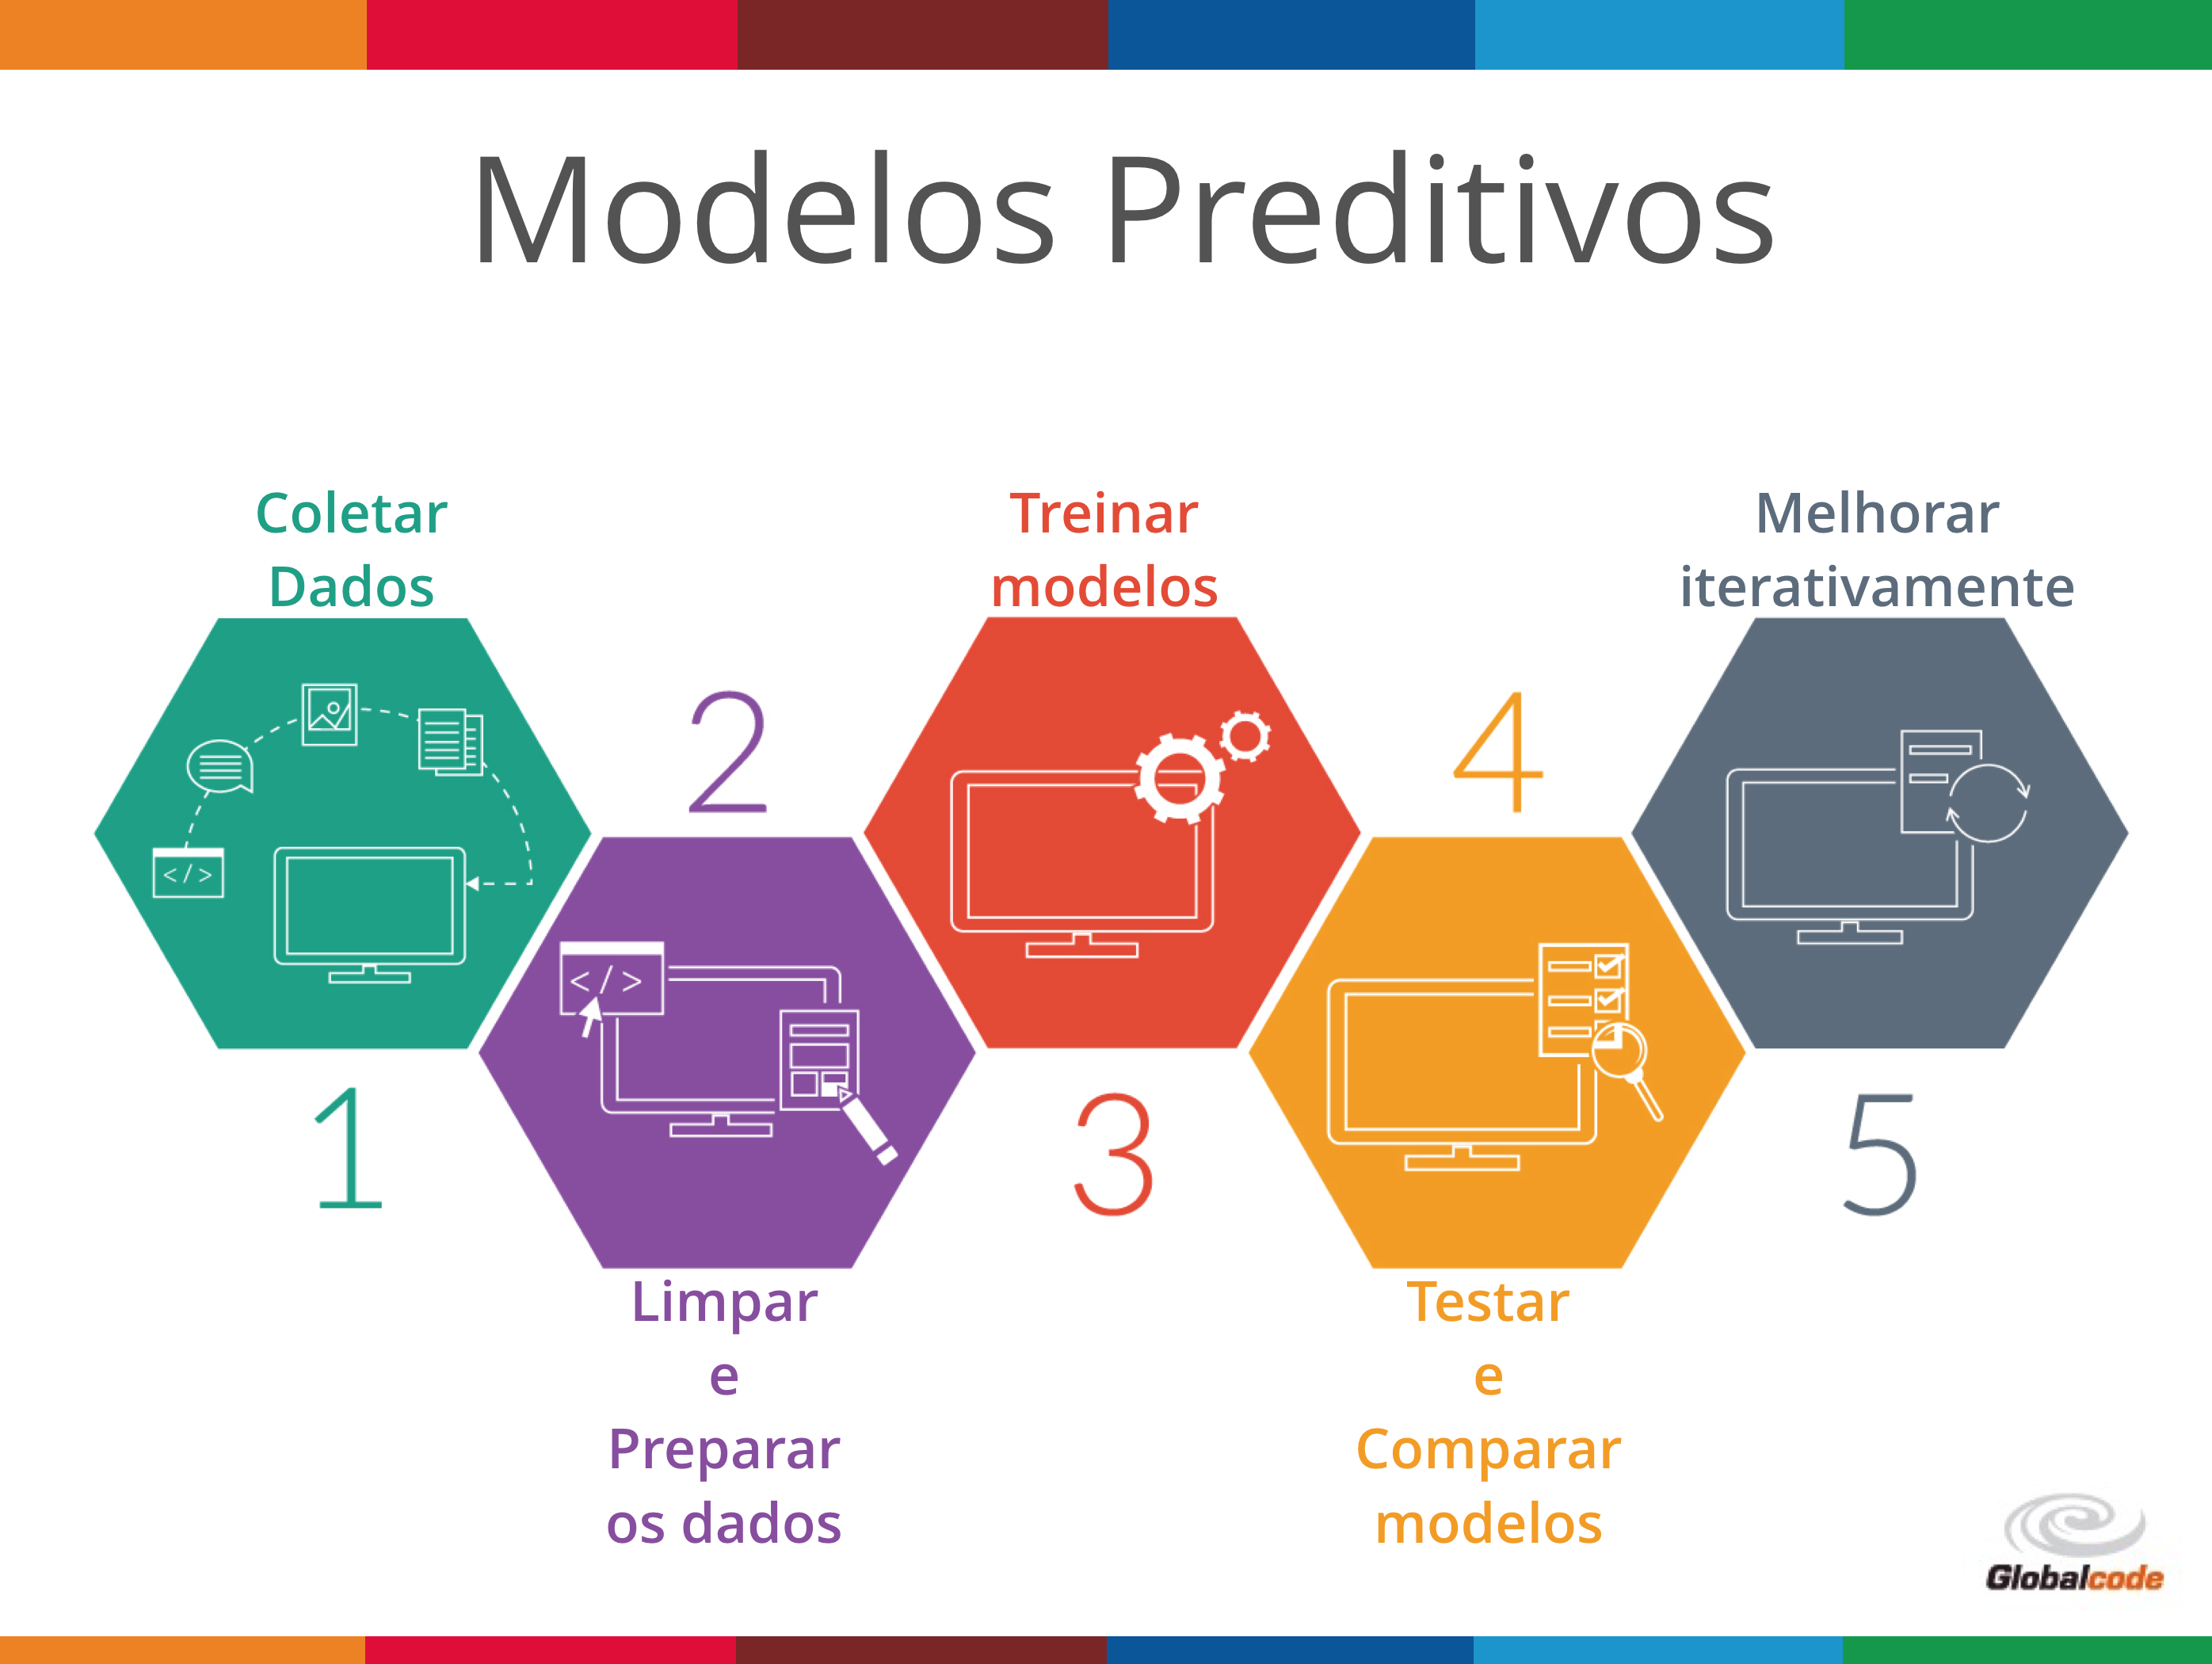 Modelos Preditivos
Coletar
Dados
1
2
Limpar
e
Preparar
os dados
Treinar
modelos
3
4
Testar
e
Comparar
modelos
Melhorar
iterativamente
5
</>
</>
Globalcode